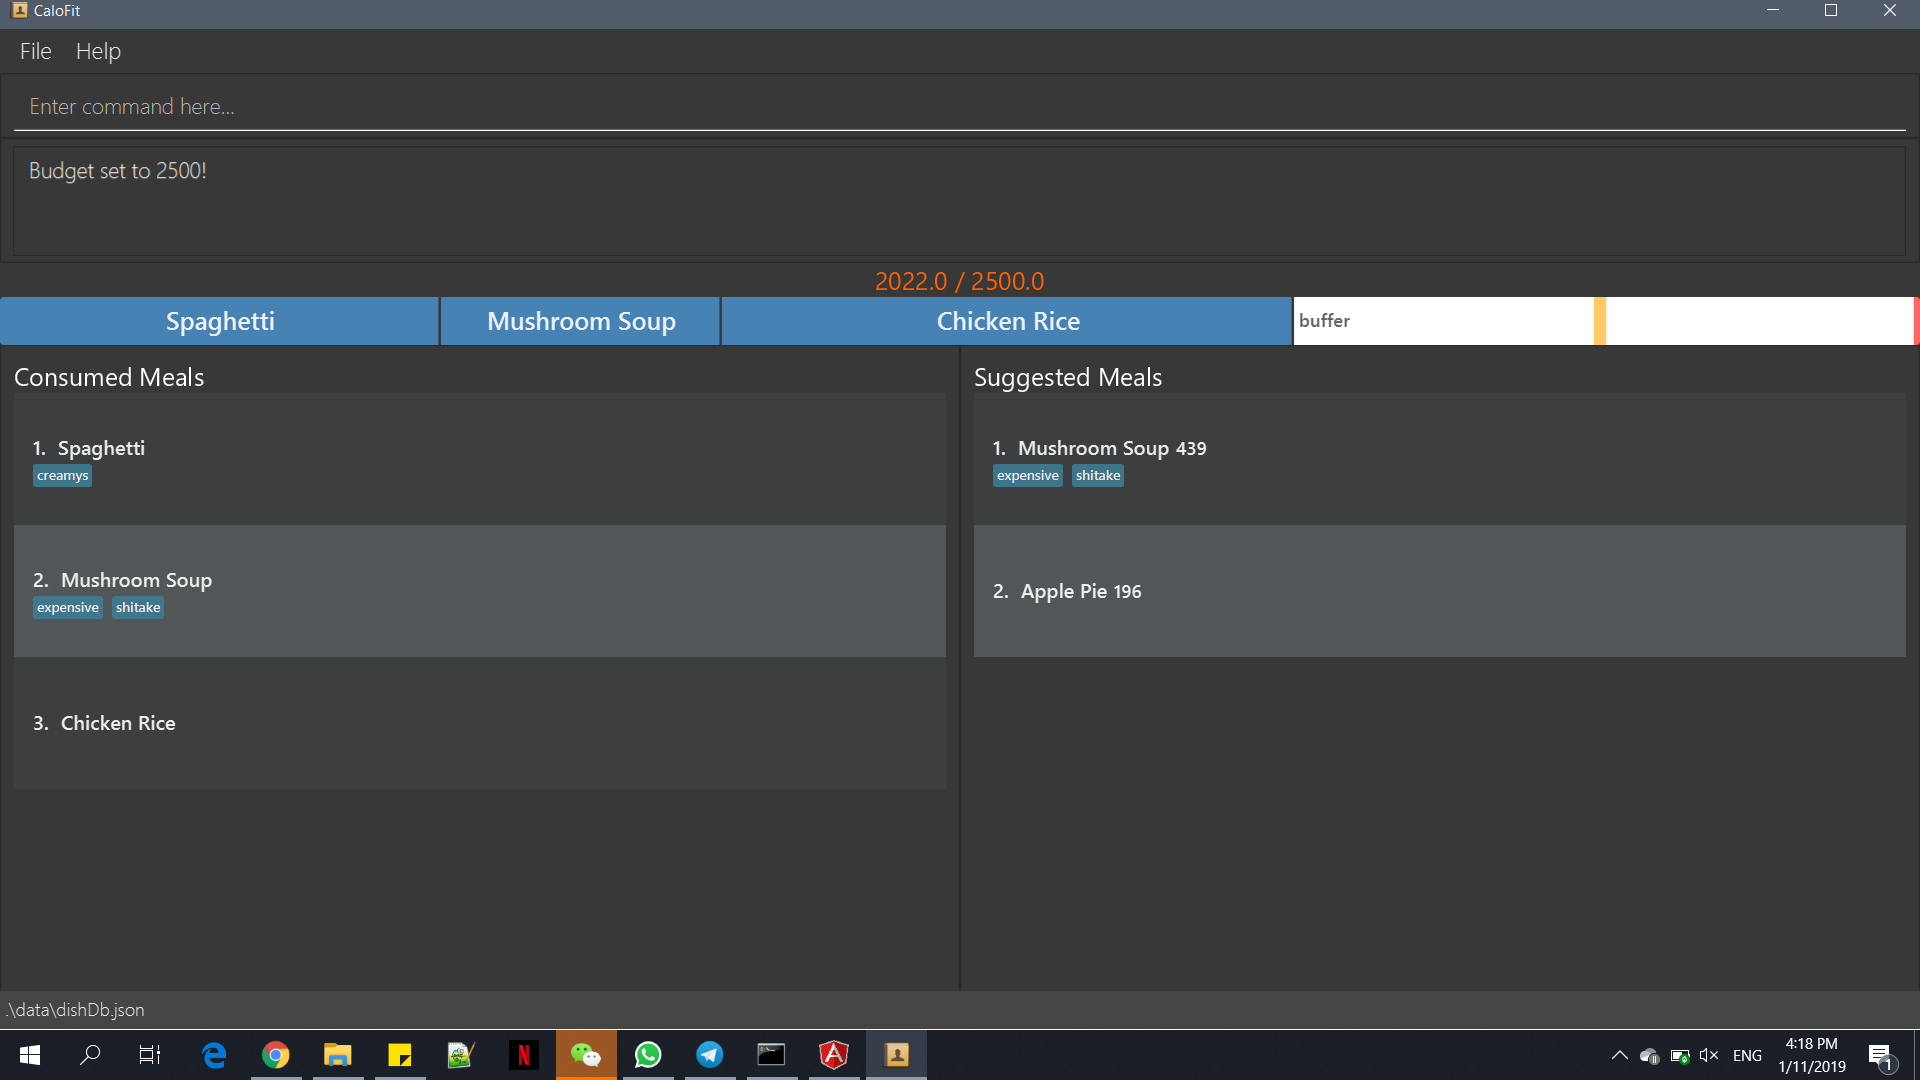 CaloFit
File Help
Enter command here...
Budget set to 2500!
2022.0 / 2500.0
Spaghetti Mushroom Soup Chicken Rice buffer
Consumed Meals
1. Spaghetti
creamys
2. Mushroom Soup
expensive shitake
3. Chicken Rice
Suggested Meals
1. Mushroom Soup 439
expensive shitake
2. Apple Pie 196
.\data\dishDb.json
ENG
4:18 PM
1/11/2019
1